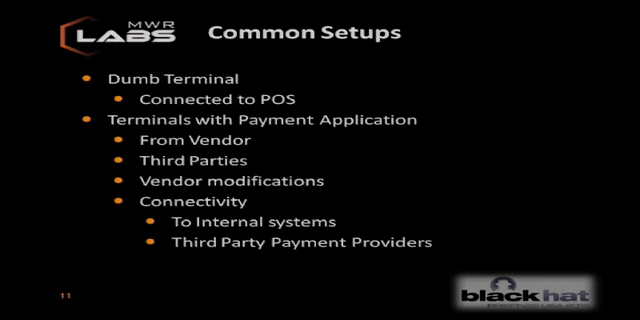 MWR
LABS
Common Setups
Dumb Terminal
Connected to POS
Terminals with Payment Application
From Vendor
Third Parties
Vendor modifications
Connectivity
To Internal systems
Third Party Payment Providers
11
black hat